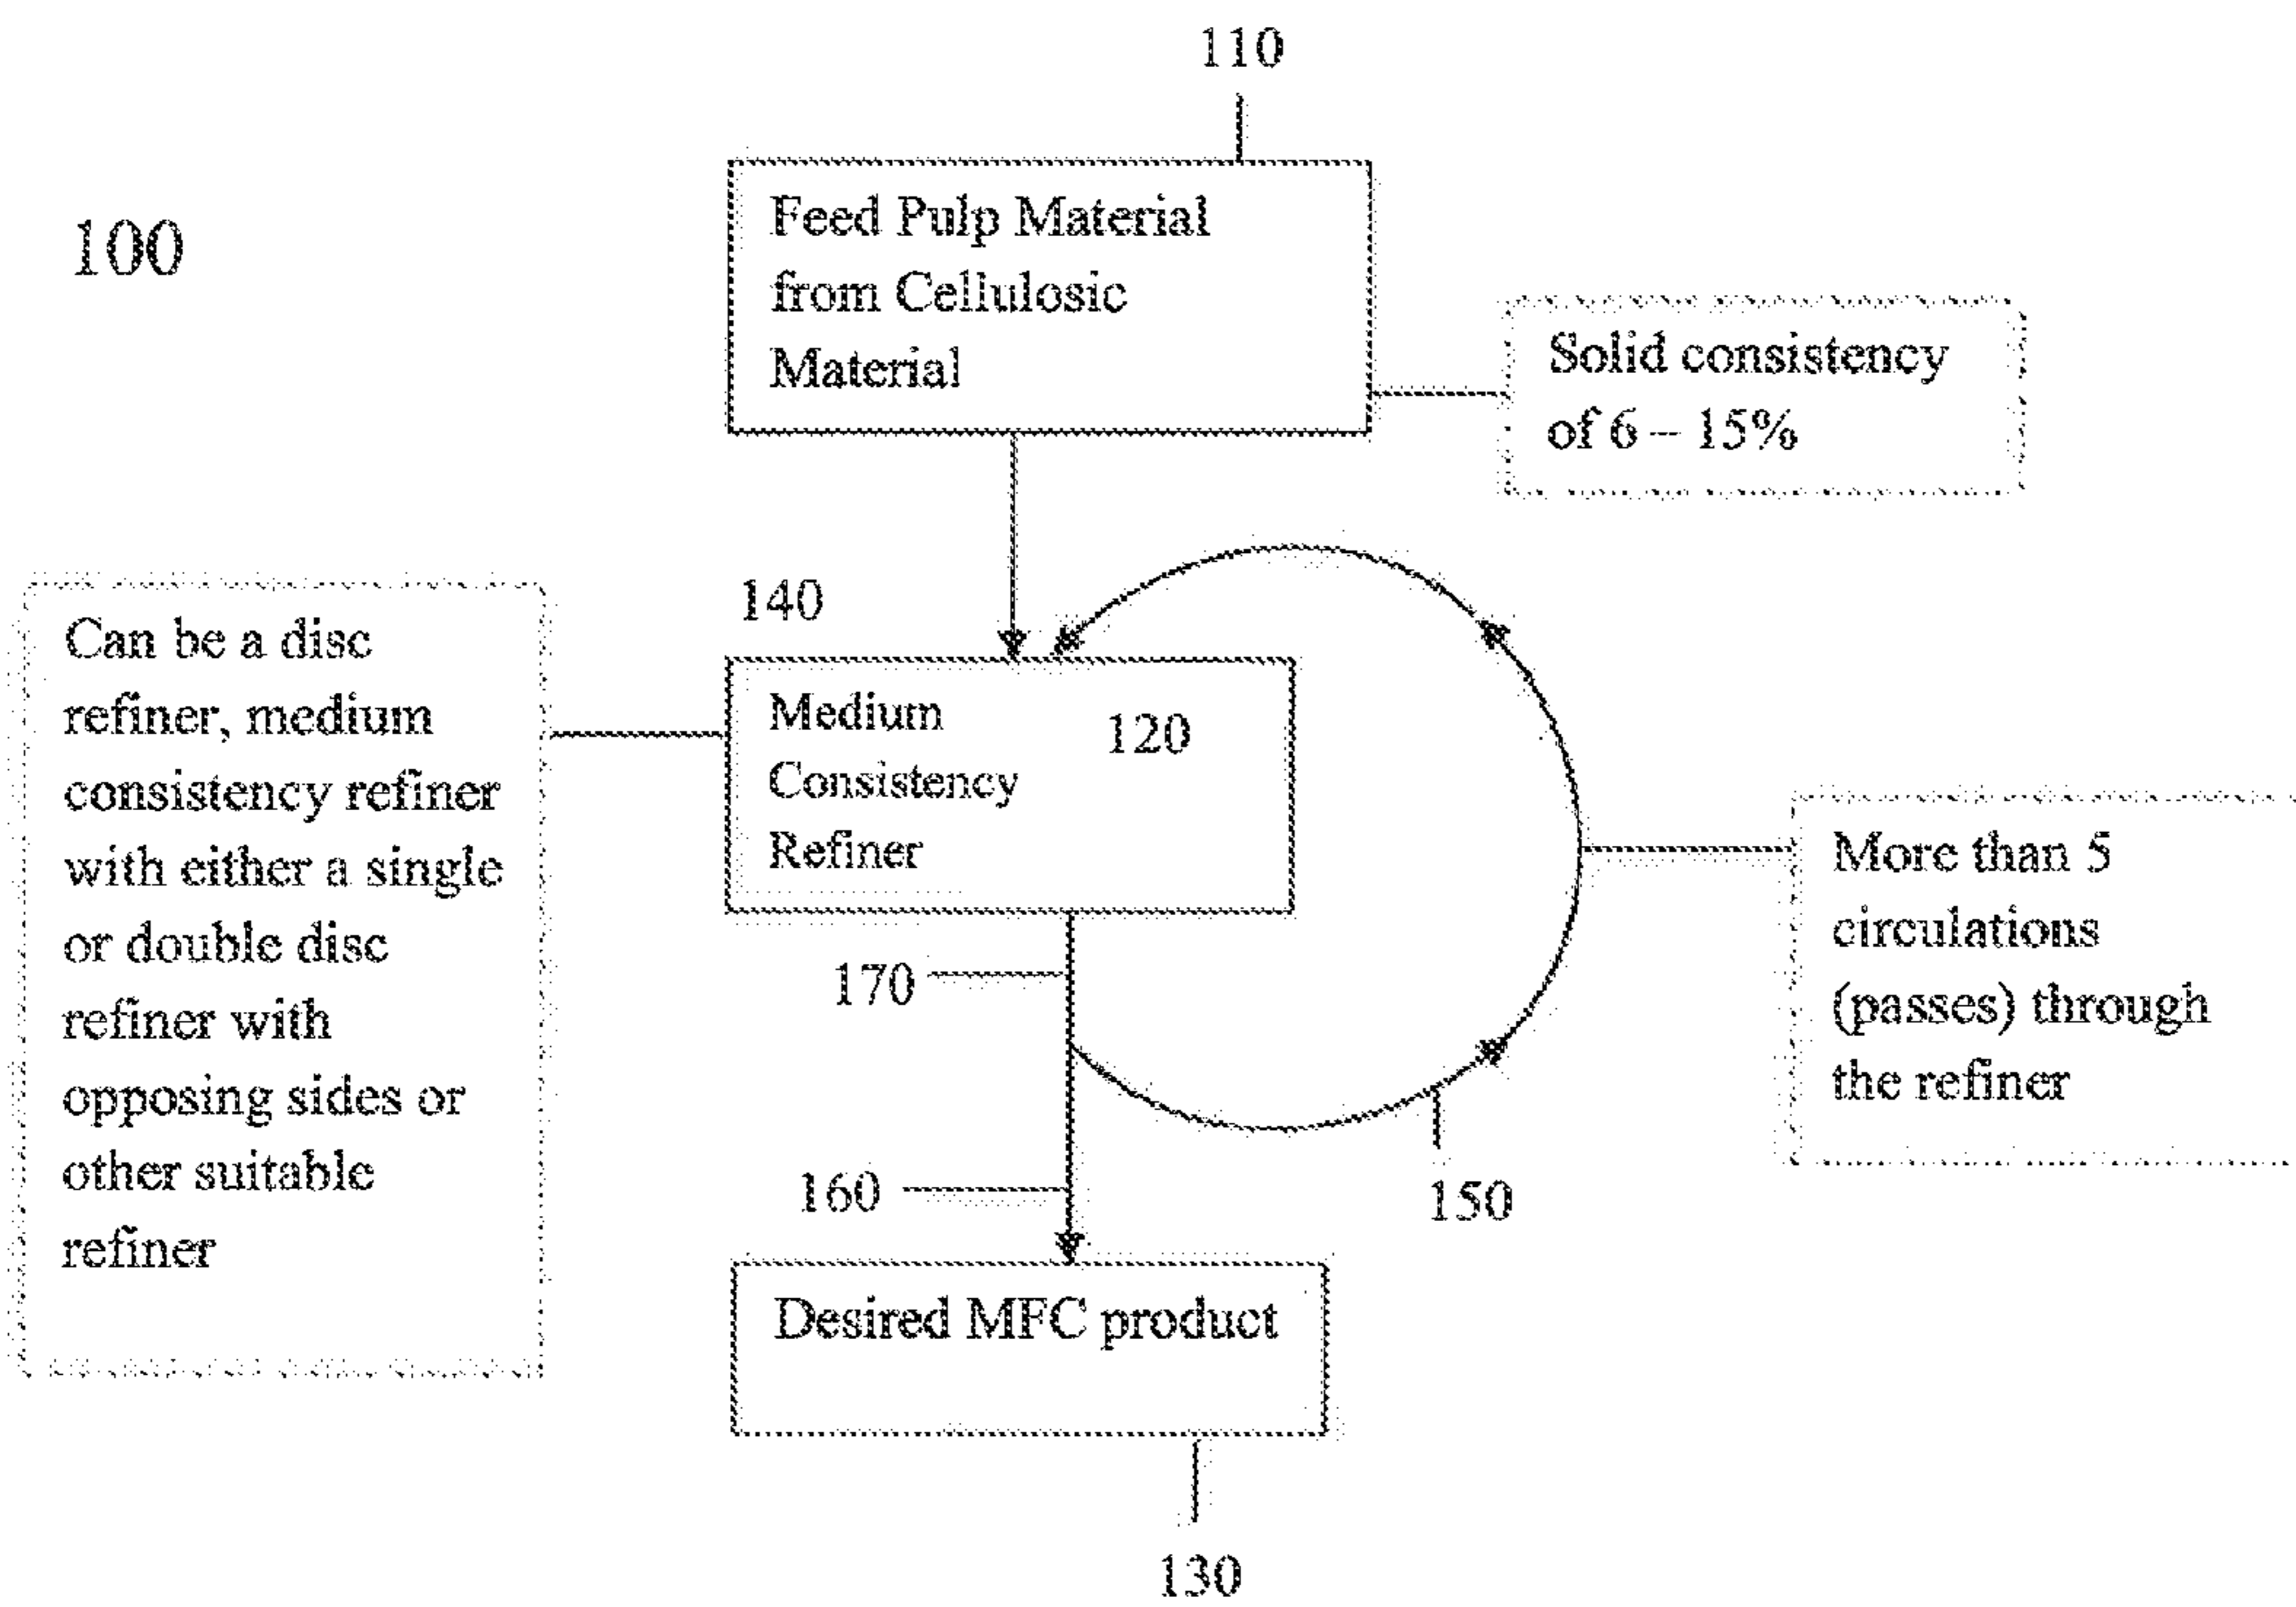 110
100
Feed Pulp Material
from Cellulosic
Material
Solid consistency
of 6 – 15%
140
Can be a disc
refiner, medium
consistency refiner
with either a single
or double disc
refiner with
opposing sides or
other suitable
refiner
Medium
Consistency
Refiner
120
More than 5
circulations
(passes) through
the refiner
170
160
150
Desired MFC product
130